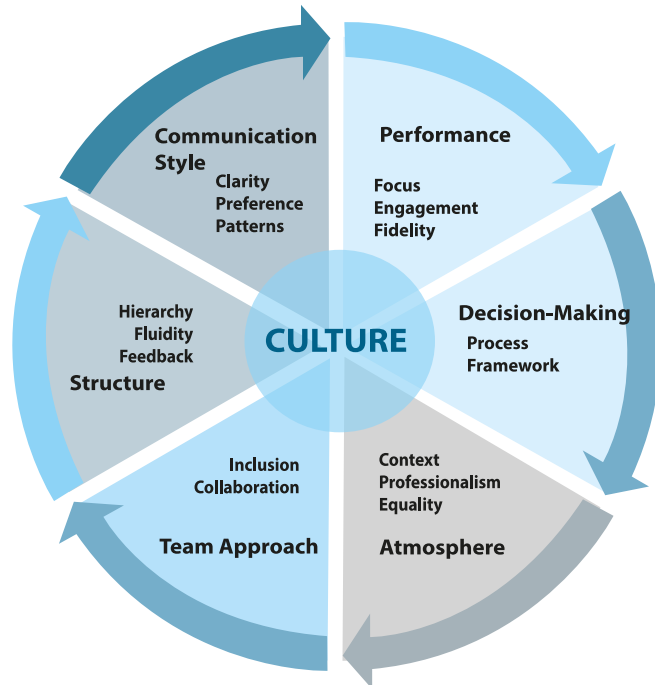 Communication
Style
Clarity
Preference
Patterns
Performance
Focus
Engagement
Fidelity
Hierarchy
Fluidity
Feedback
Structure
CULTURE
Decision-Making
Process
Framework
Inclusion
Collaboration
Team Approach
Context
Professionalism
Equality
Atmosphere